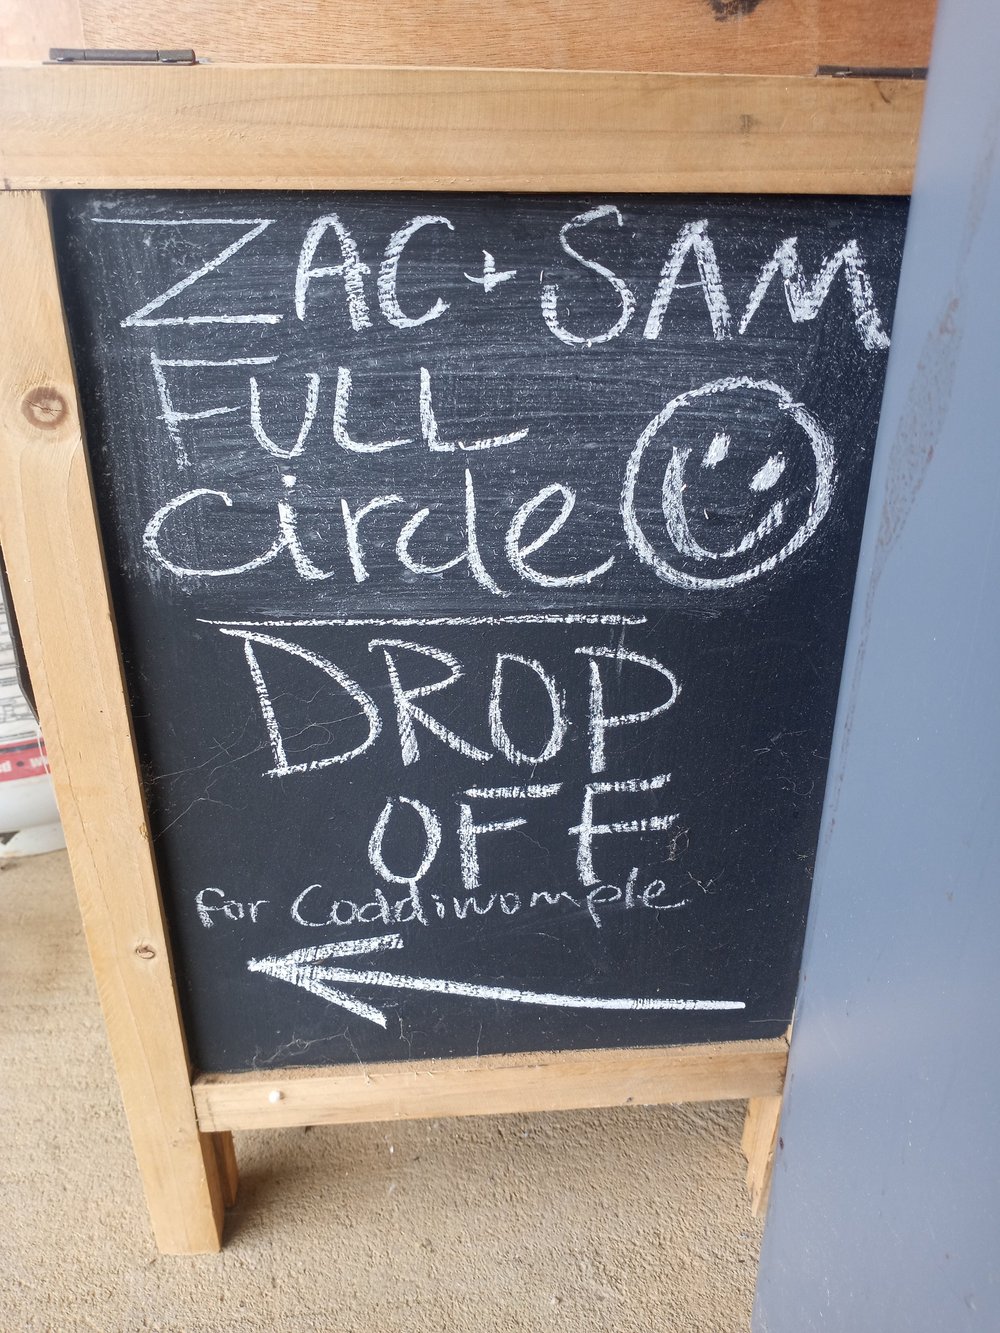 ZAC + SAM
FULL
circle
DROP
OFF
for Coddiwomple